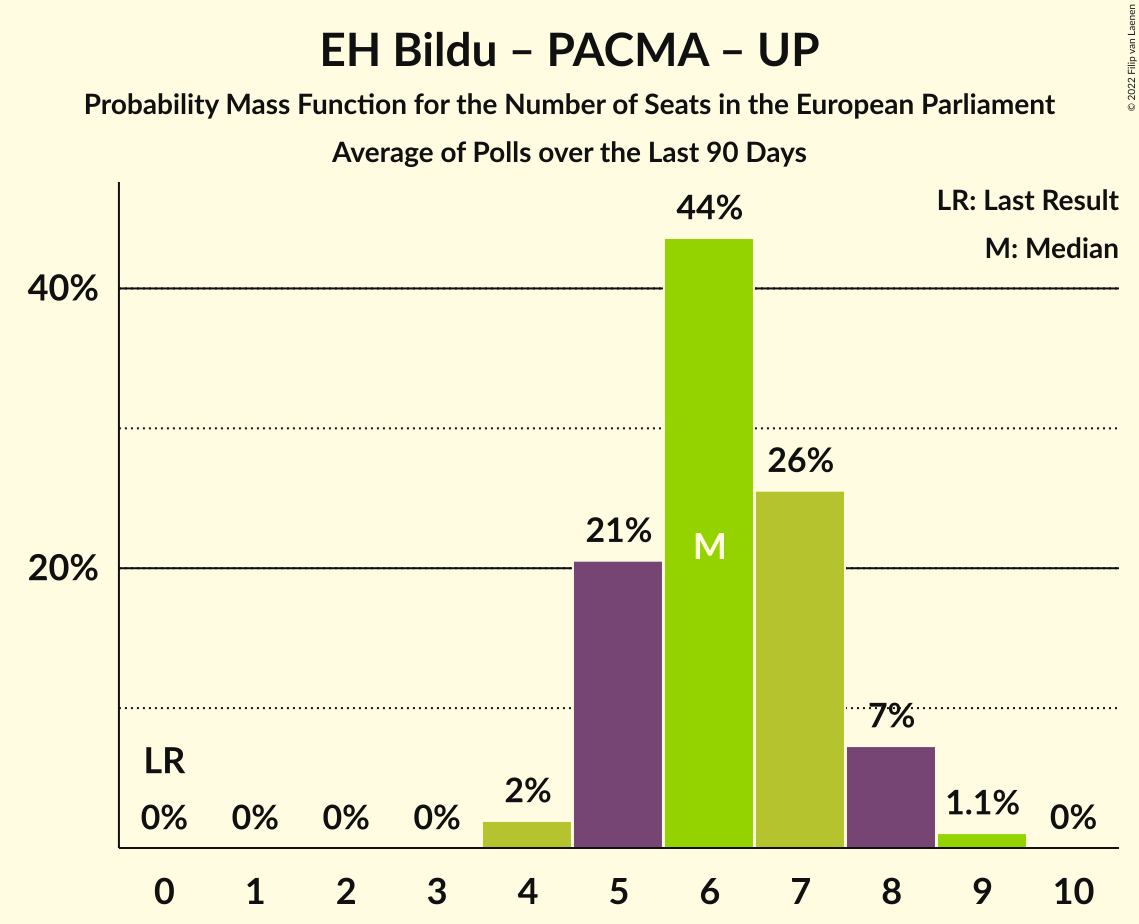 EH Bildu – PACMA – UP
Probability Mass Function for the Number of Seats in the European Parliament
Average of Polls over the Last 90 Days
© 2022 Filip van Laenen
LR: Last Result
M: Median
44%
40%
26%
21%
M
20%
7%
LR
2%
1.1%
0% 0% 0% 0% 0%
0 1 2 3 4 5 6 7 8 9 10